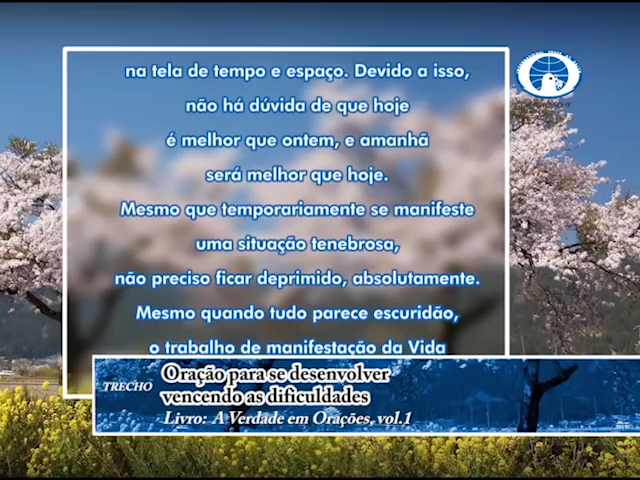 na tela de tempo e espaço. Devido a isso,
não há dúvida de que hoje
é melhor que ontem, e amanhã
será melhor que hoje.
Mesmo que temporariamente se manifeste
uma situação tenebrosa,
não preciso ficar deprimido, absolutamente.
Mesmo quando tudo parece escuridão,
o trabalho de manifestação da Vida
TRECHO
Oração para se desenvolver
vencendo as dificuldades
Livro: A Verdade em Orações, vol.1